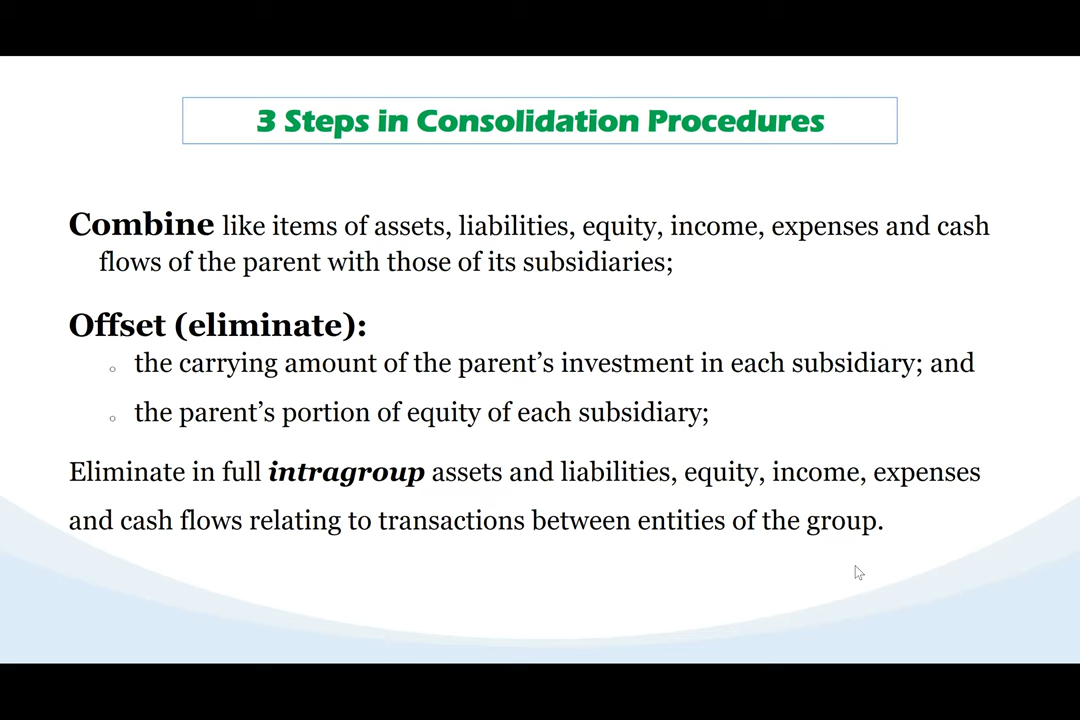 3 Steps in Consolidation Procedures
Combine like items of assets, liabilities, equity, income, expenses and cash
flows of the parent with those of its subsidiaries;
Offset (eliminate):
◦ the carrying amount of the parent’s investment in each subsidiary; and
◦ the parent’s portion of equity of each subsidiary;
Eliminate in full intragroup assets and liabilities, equity, income, expenses
and cash flows relating to transactions between entities of the group.